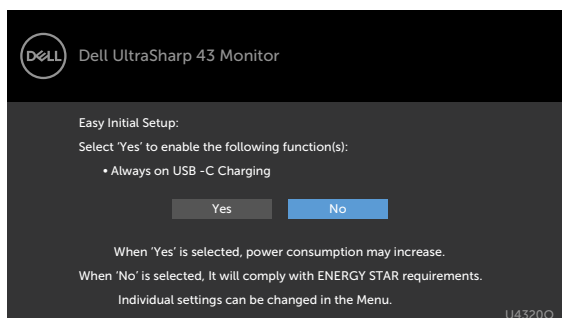 DELL Dell UltraSharp 43 Monitor
Easy Initial Setup:
Select 'Yes' to enable the following function(s):
• Always on USB -C Charging
Yes No
When 'Yes' is selected, power consumption may increase.
When 'No' is selected, It will comply with ENERGY STAR requirements.
Individual settings can be changed in the Menu.
U4320Q